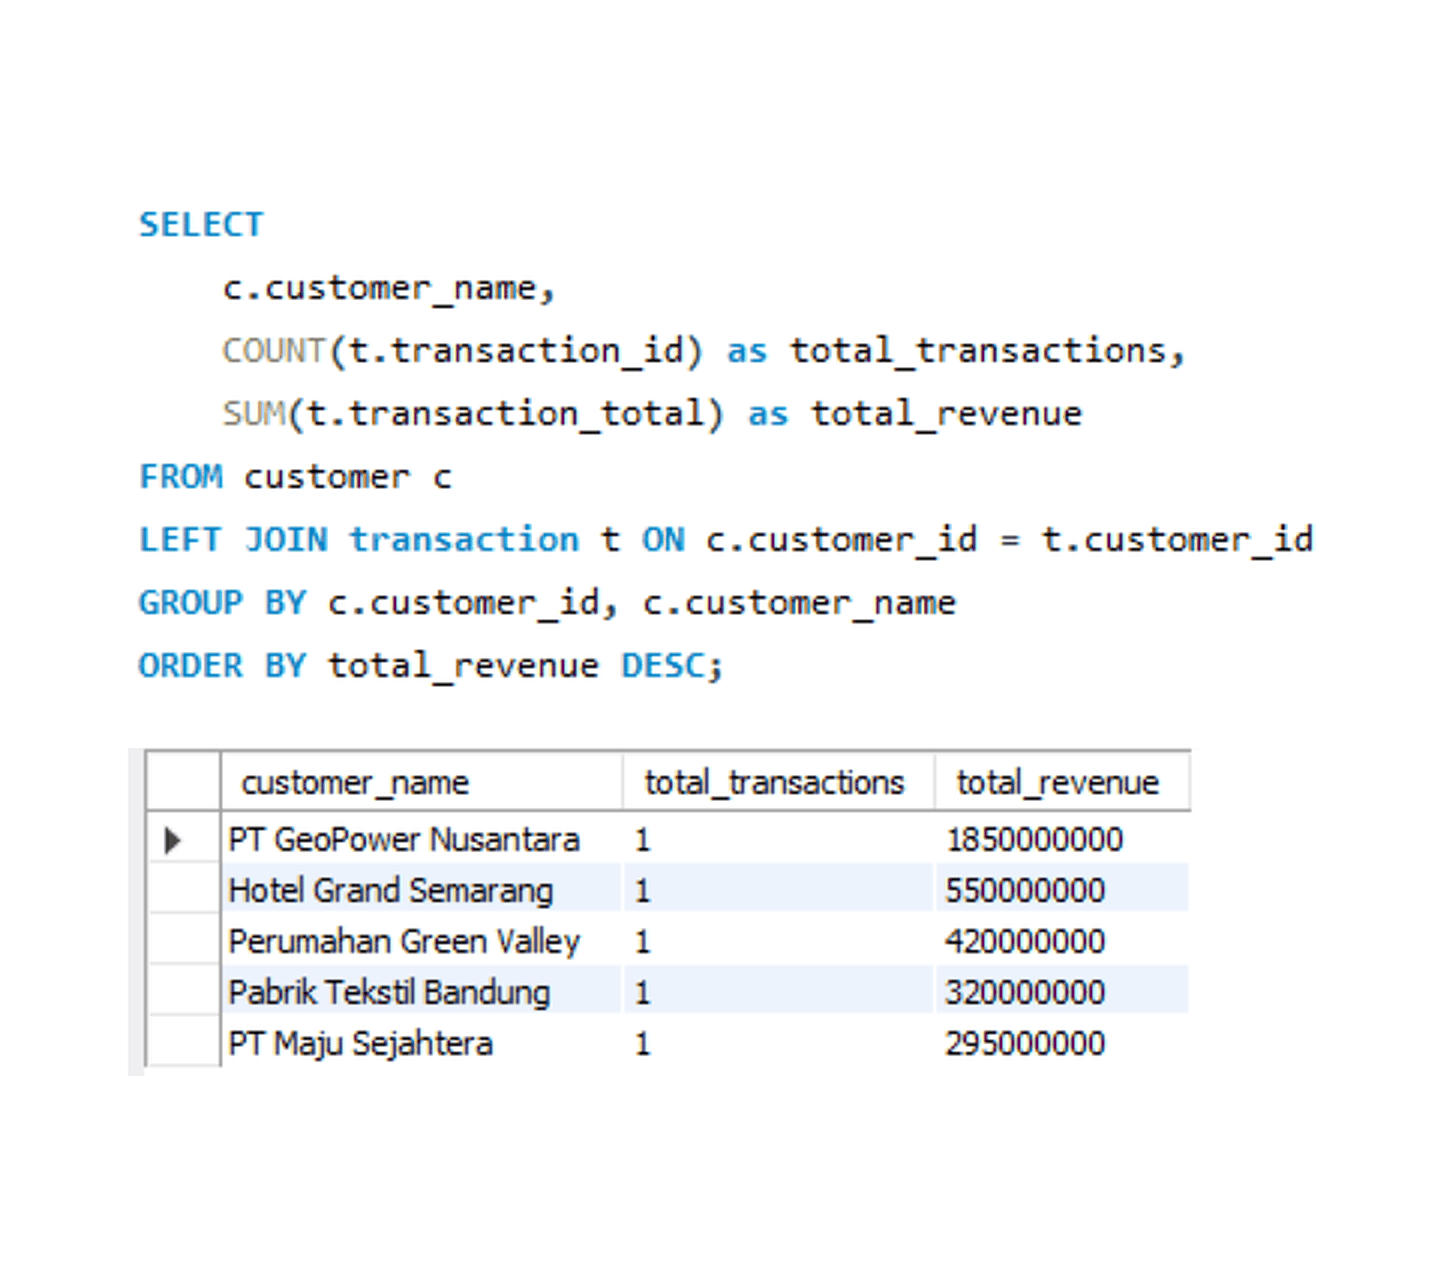 SELECT
c.customer_name,
COUNT(t.transaction_id) as total_transactions,
SUM(t.transaction_total) as total_revenue
FROM customer c
LEFT JOIN transaction t ON c.customer_id = t.customer_id
GROUP BY c.customer_id, c.customer_name
ORDER BY total_revenue DESC;
customer_name total_transactions total_revenue
PT GeoPower Nusantara 1 1850000000
Hotel Grand Semarang 1 550000000
Perumahan Green Valley 1 420000000
Pabrik Tekstil Bandung 1 320000000
PT Maju Sejahtera 1 295000000